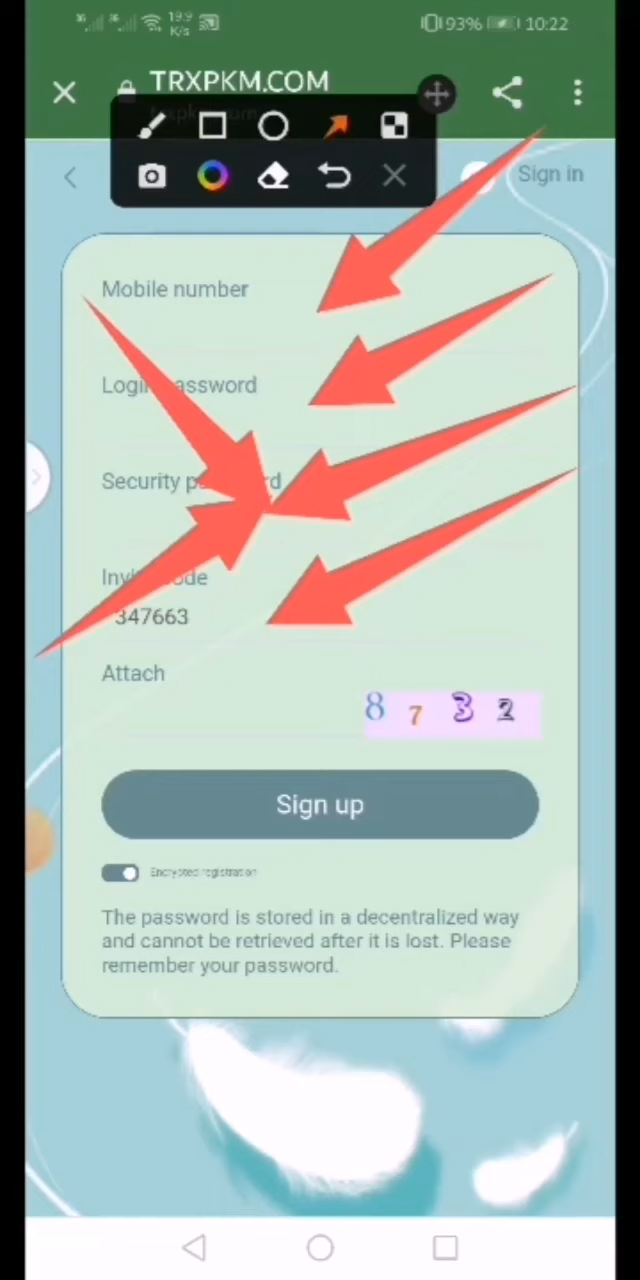 19.9
K/s
93%
10:22
TRXPKM.COM
Sign in
Mobile number
Login password
Security password
Invite code
347663
Attach
8 7 3 2
Sign up
Encrypted registration
The password is stored in a decentralized way
and cannot be retrieved after it is lost. Please
remember your password.